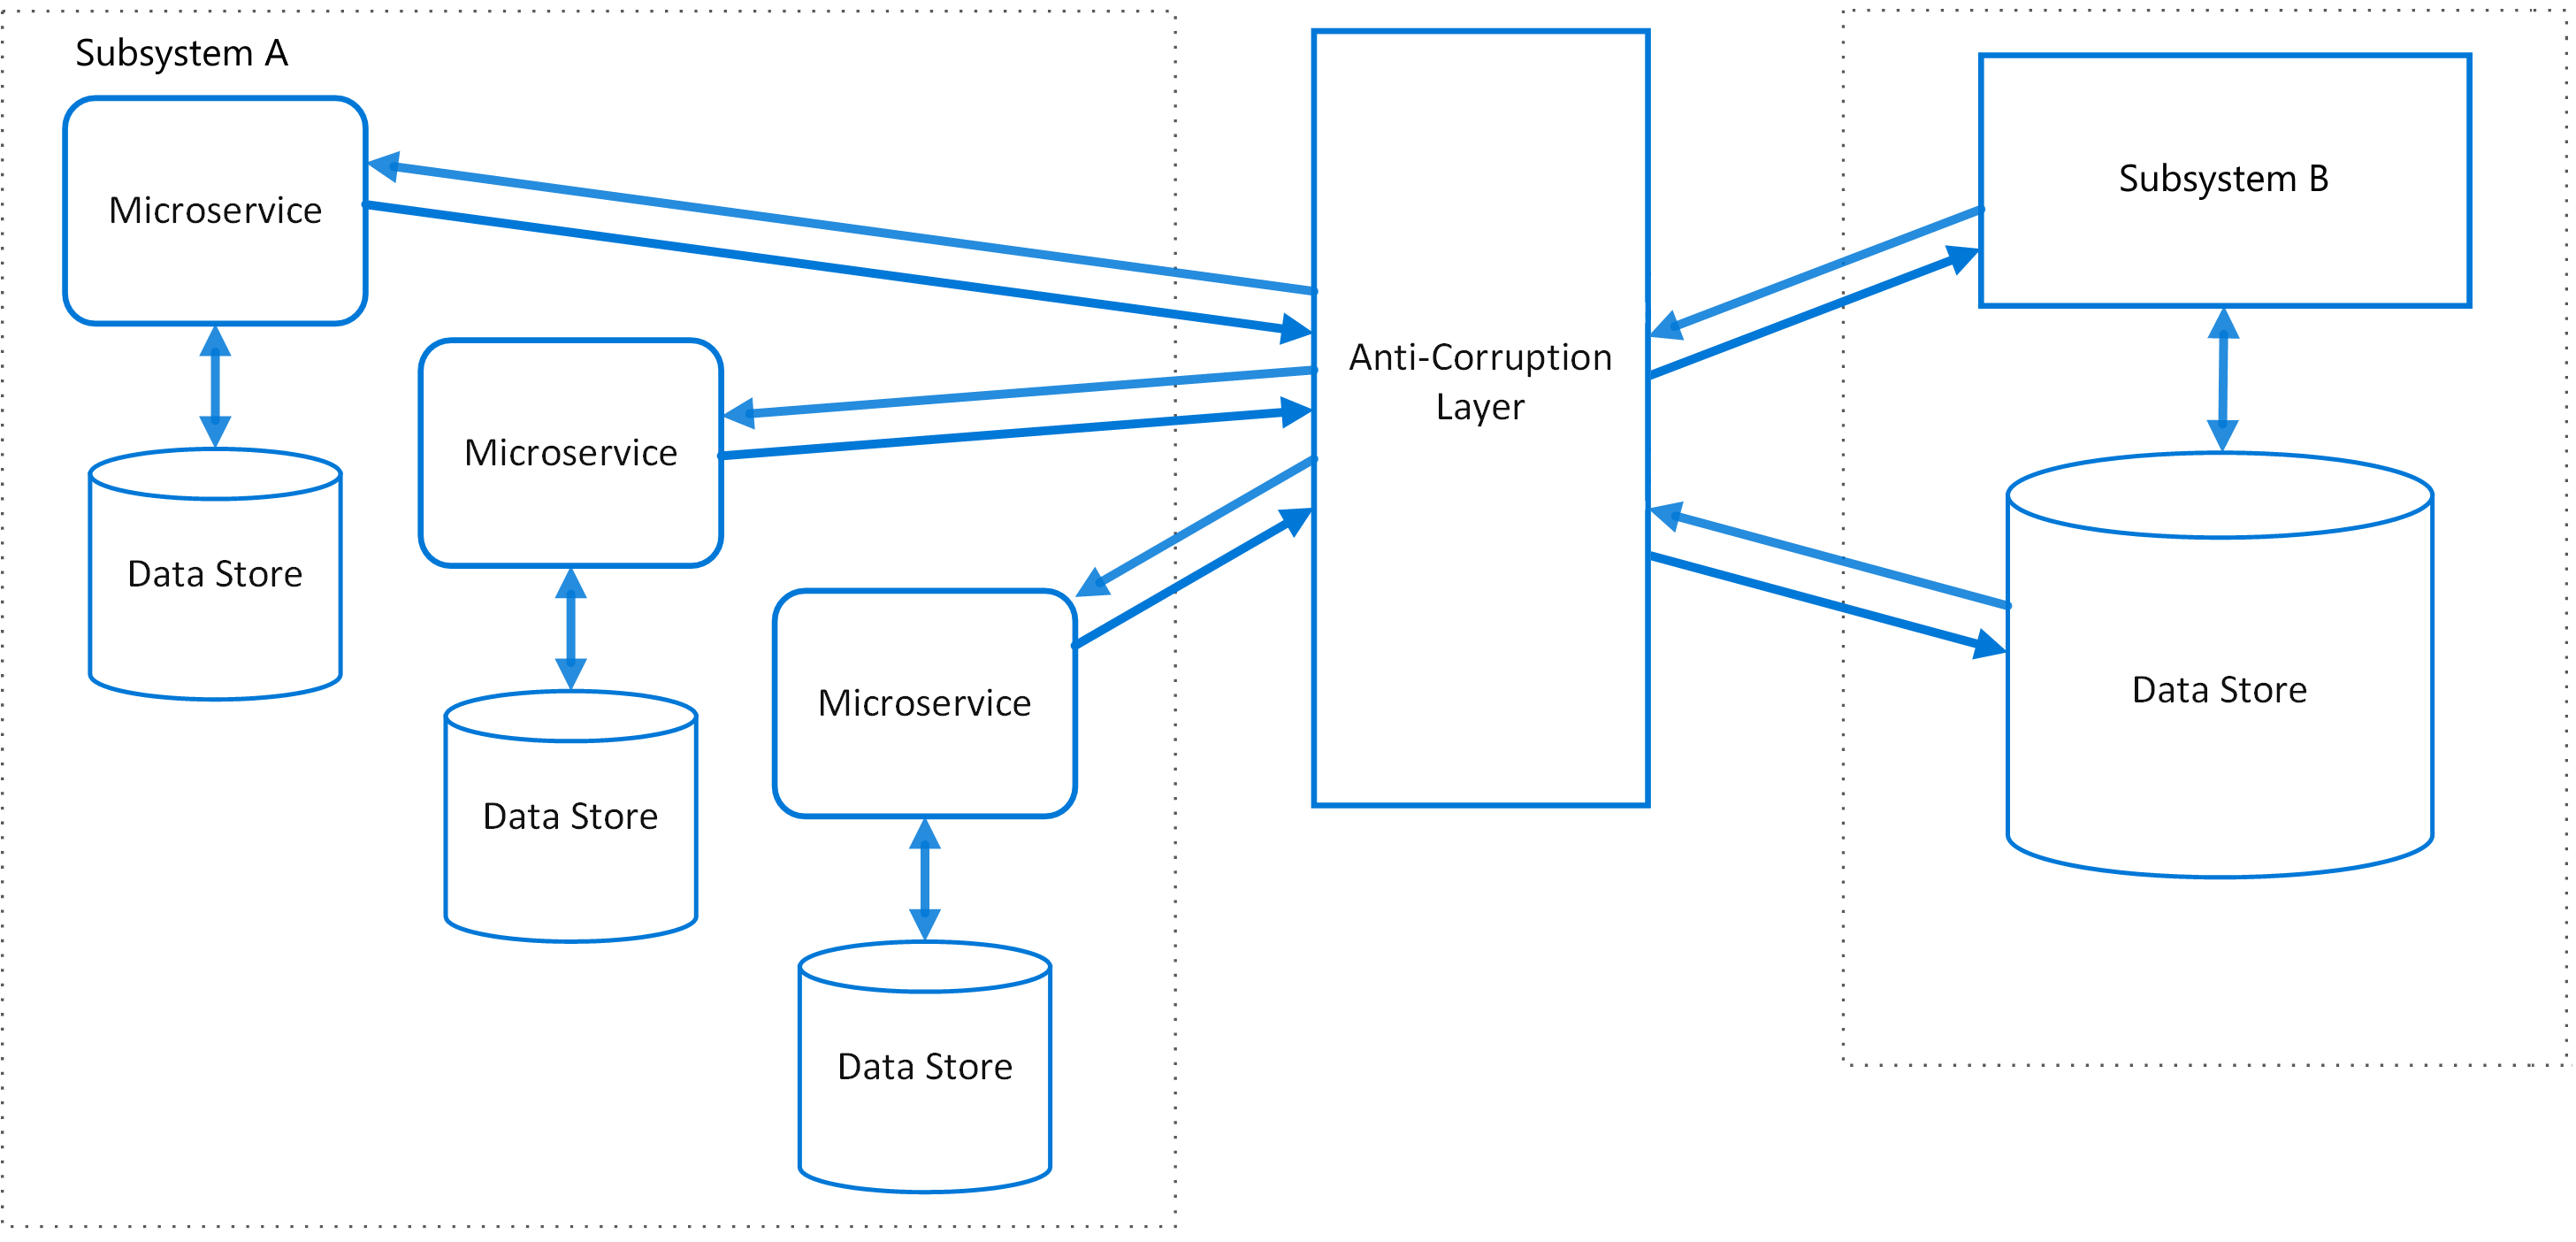 Subsystem A
Microservice
Data Store
Microservice
Data Store
Microservice
Data Store
Anti-Corruption
Layer
Subsystem B
Data Store